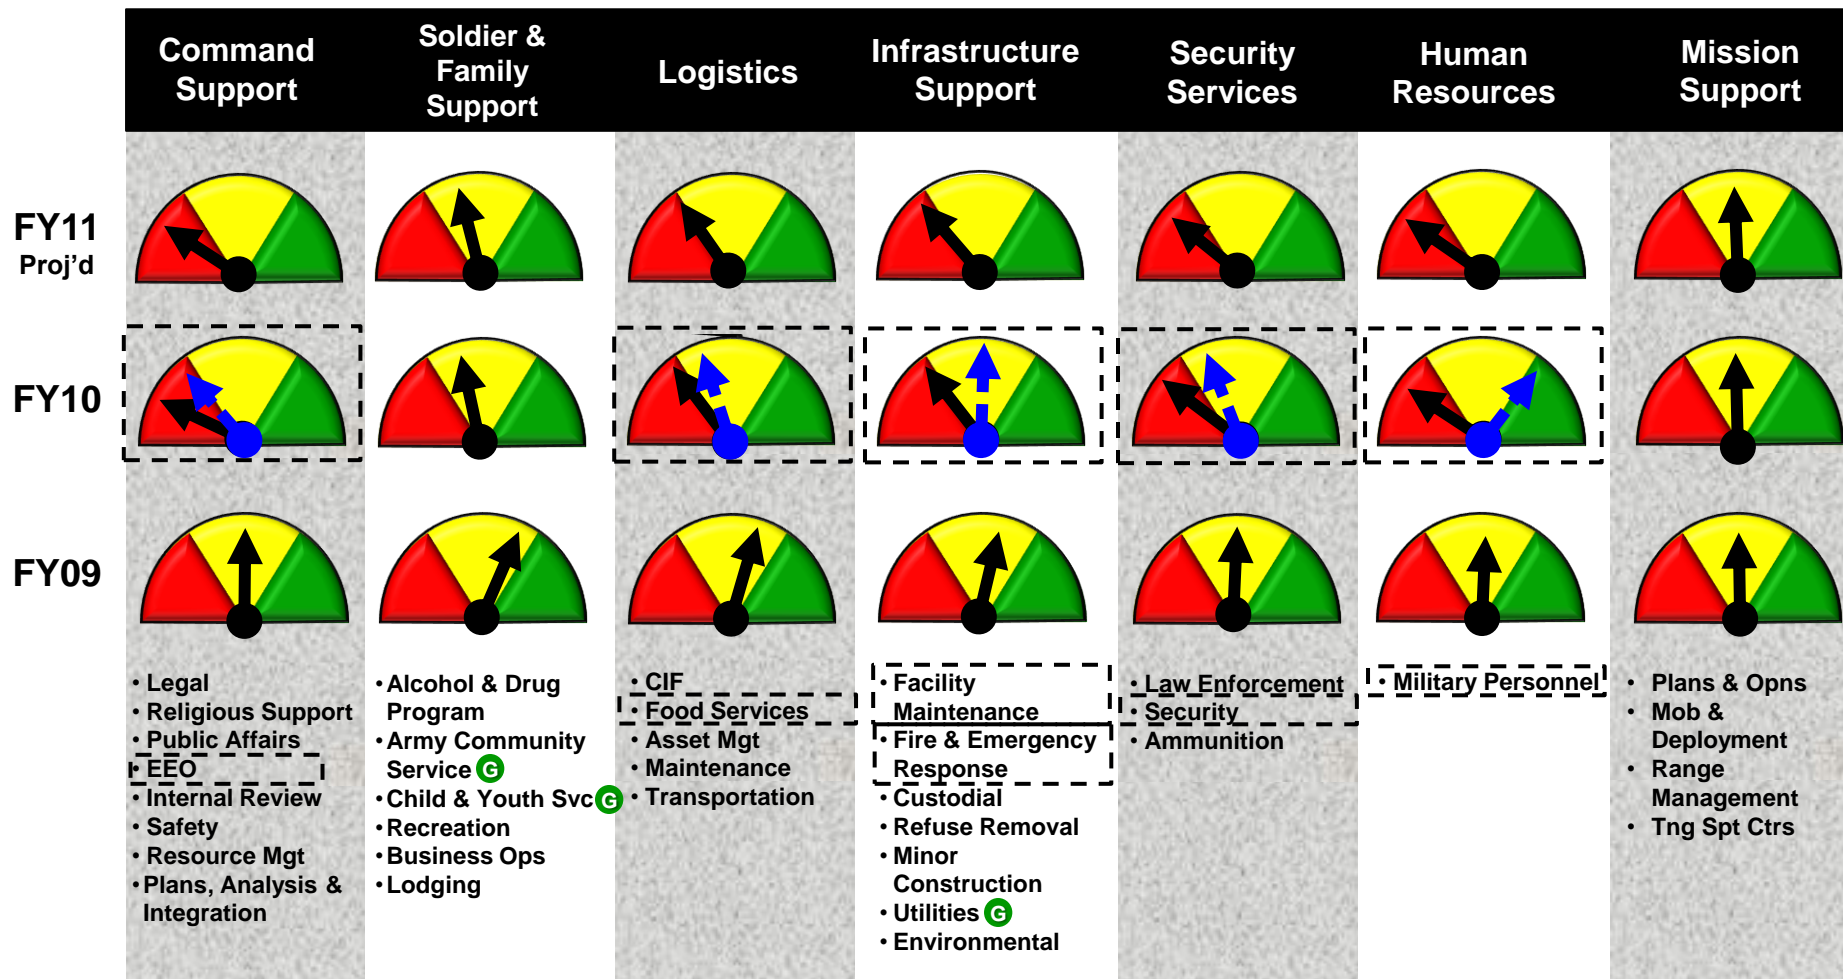 Command
Support
Soldier &
Family
Support
Logistics
Infrastructure
Support
Security
Services
Human
Resources
Mission
Support
FY11
Proj'd
FY10
FY09
• Legal
• Religious Support
• Public Affairs
• EEO
• Internal Review
• Safety
• Resource Mgt
• Plans, Analysis &
Integration
• Alcohol & Drug
Program
• Army Community
Service G
• Child & Youth Svc G
• Recreation
• Business Ops
• Lodging
• CIF
• Food Services
• Asset Mgt
• Maintenance
• Transportation
• Facility
Maintenance
• Fire & Emergency
Response
• Custodial
• Refuse Removal
• Minor
Construction
• Utilities G
• Environmental
• Law Enforcement
• Security
• Ammunition
• Military Personnel
• Plans & Opns
• Mob &
Deployment
• Range
Management
• Tng Spt Ctrs